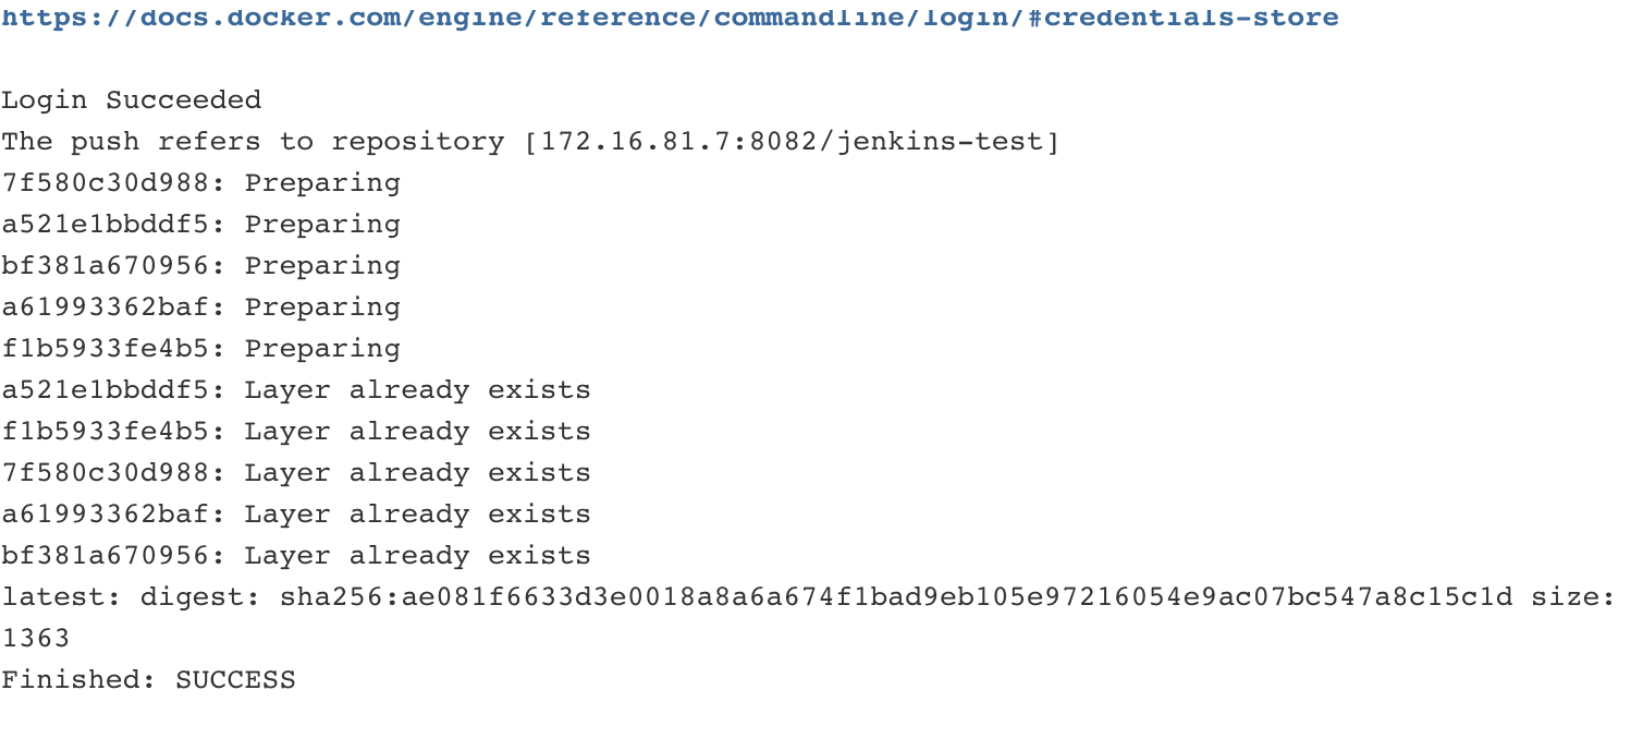 https://docs.docker.com/engine/reference/commandline/login/#credentials-store
Login Succeeded
The push refers to repository [172.16.81.7:8082/jenkins-test]
7f580c30d988: Preparing
a521e1bbddf5: Preparing
bf381a670956: Preparing
a61993362baf: Preparing
f1b5933fe4b5: Preparing
a521e1bbddf5: Layer already exists
f1b5933fe4b5: Layer already exists
7f580c30d988: Layer already exists
a61993362baf: Layer already exists
bf381a670956: Layer already exists
latest: digest: sha256:ae081f6633d3e0018a8a6a674f1bad9eb105e97216054e9ac07bc547a8c15c1d size:
1363
Finished: SUCCESS